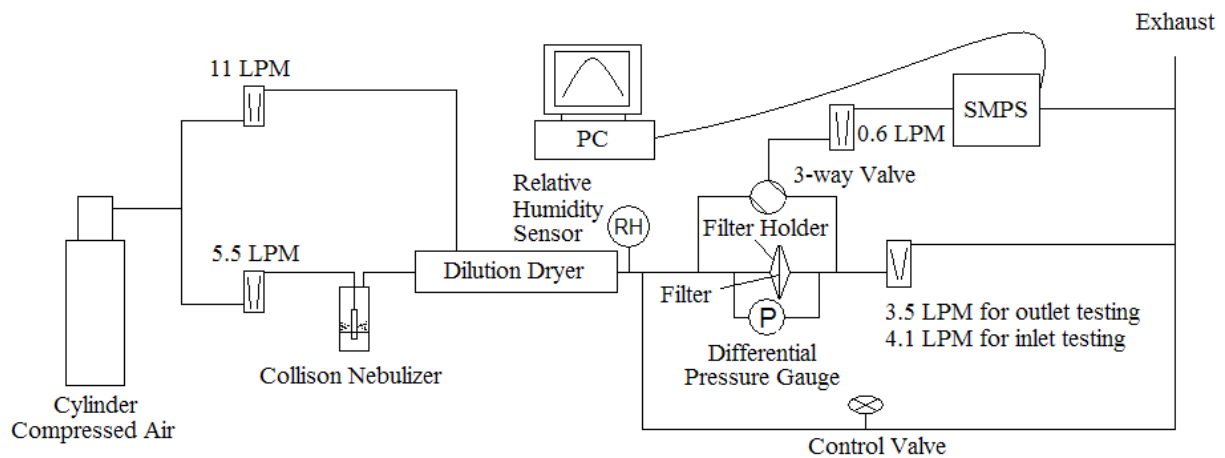 Exhaust
11 LPM
SMPS
PC
0.6 LPM
3-way Valve
Relative
Humidity
Sensor
RH
Filter Holder
5.5 LPM
Dilution Dryer
Filter
P
3.5 LPM for outlet testing
4.1 LPM for inlet testing
Differential
Pressure Gauge
Collison Nebulizer
Cylinder
Compressed Air
Control Valve